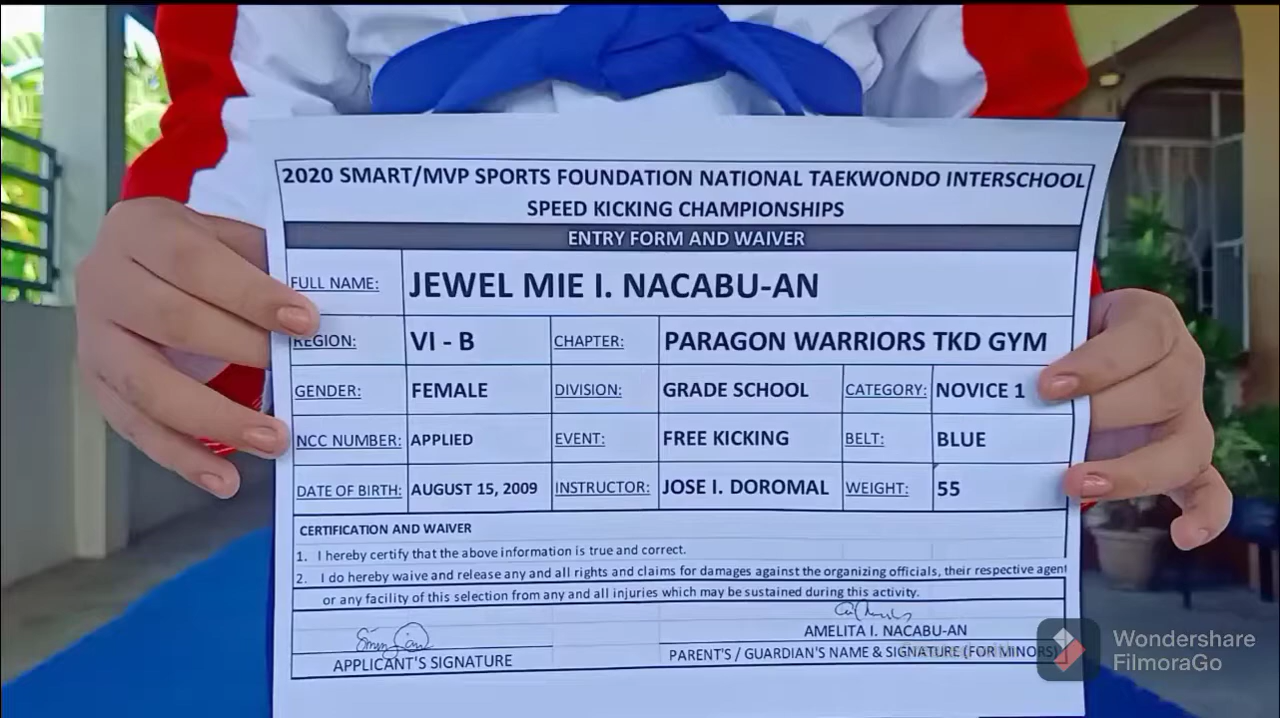 2020 SMART/MVP SPORTS FOUNDATION NATIONAL TAEKWONDO INTERSCHOOL
SPEED KICKING CHAMPIONSHIPS
ENTRY FORM AND WAIVER
FULL NAME: JEWEL MIE I. NACABU-AN
REGION: VI - B CHAPTER: PARAGON WARRIORS TKD GYM
GENDER: FEMALE DIVISION: GRADE SCHOOL CATEGORY: NOVICE 1
NCC NUMBER: APPLIED EVENT: FREE KICKING BELT: BLUE
DATE OF BIRTH: AUGUST 15, 2009 INSTRUCTOR: JOSE I. DOROMAL WEIGHT: 55
CERTIFICATION AND WAIVER
1. I hereby certify that the above information is true and correct.
2. I do hereby waive and release any and all rights and claims for damages against the organizing officials, their respective agent
or any facility of this selection from any and all injuries which may be sustained during this activity.
AMELITA I. NACABU-AN
APPLICANT'S SIGNATURE PARENT'S / GUARDIAN'S NAME & SIGNATURE (FOR MINORS)
Wondershare
FilmoraGo